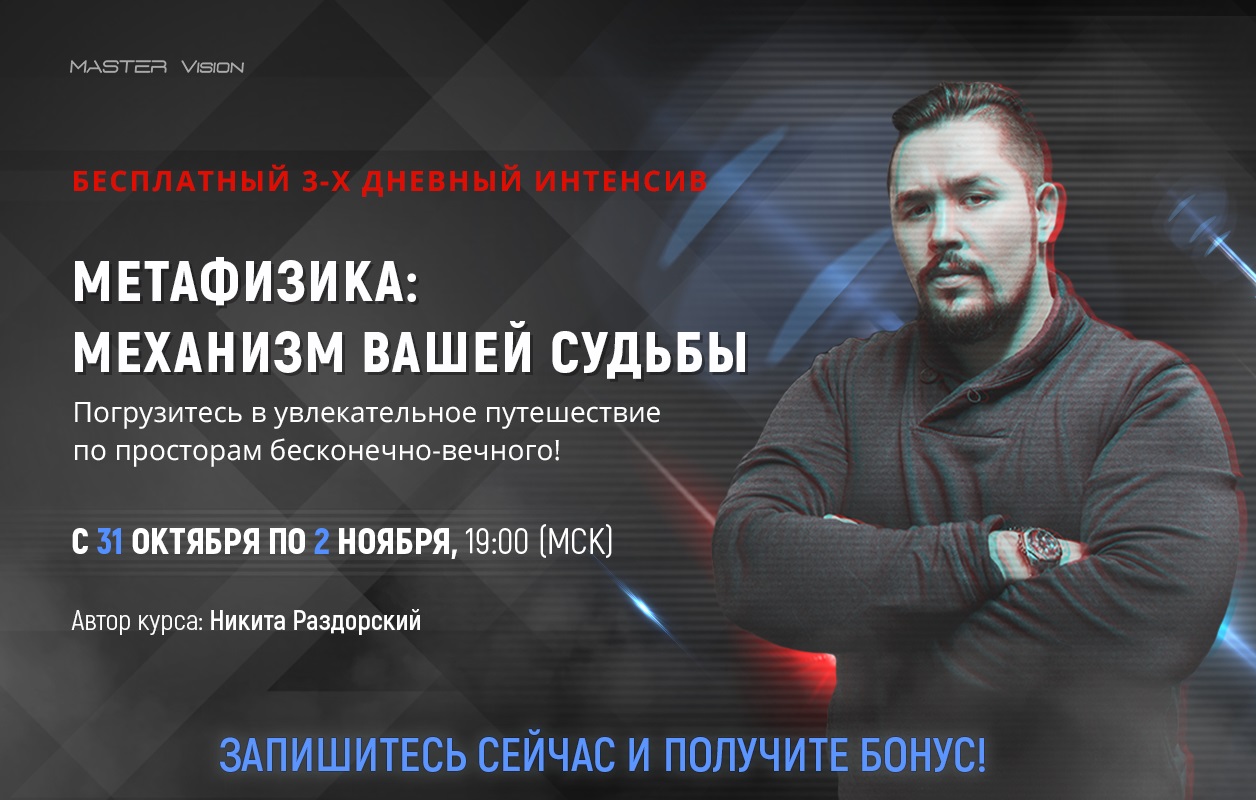 MASTER VISION
БЕСПЛАТНЫЙ 3-Х ДНЕВНЫЙ ИНТЕНСИВ
МЕТАФИЗИКА:
МЕХАНИЗМ ВАШЕЙ СУДЬБЫ
Погрузитесь в увлекательное путешествие
по просторам бесконечно-вечного!
С 31 ОКТЯБРЯ ПО 2 НОЯБРЯ, 19:00 (МСК)
Автор курса: Никита Раздорский
ЗАПИШИТЕСЬ СЕЙЧАС И ПОЛУЧИТЕ БОНУС!